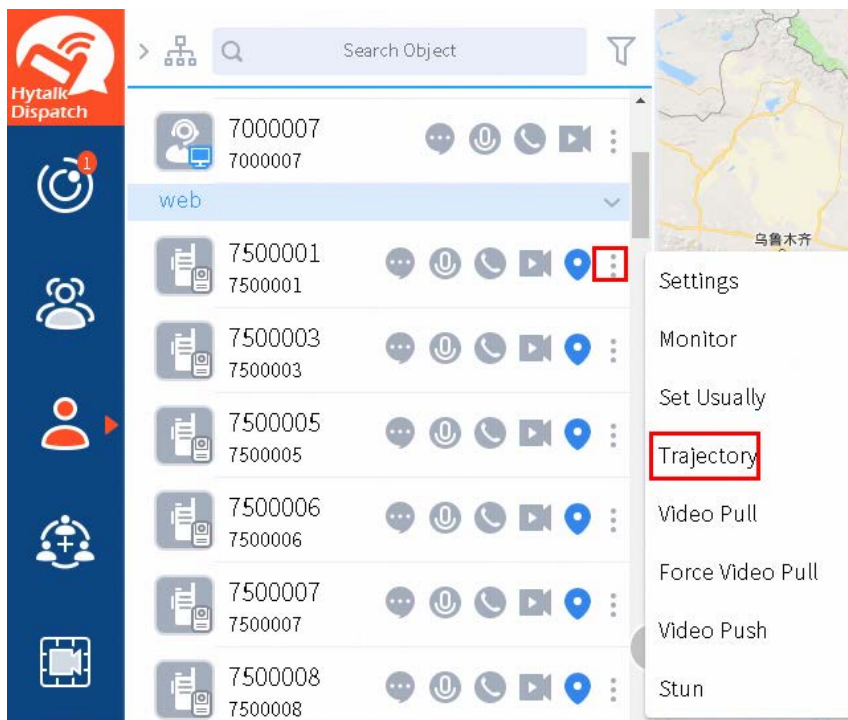 Hytalk
Dispatch
1
Search Object
7000007
7000007
web
7500001
7500001
7500003
7500003
7500005
7500005
7500006
7500006
7500007
7500007
7500008
7500008
乌鲁木齐
Settings
Monitor
Set Usually
Trajectory
Video Pull
Force Video Pull
Video Push
Stun